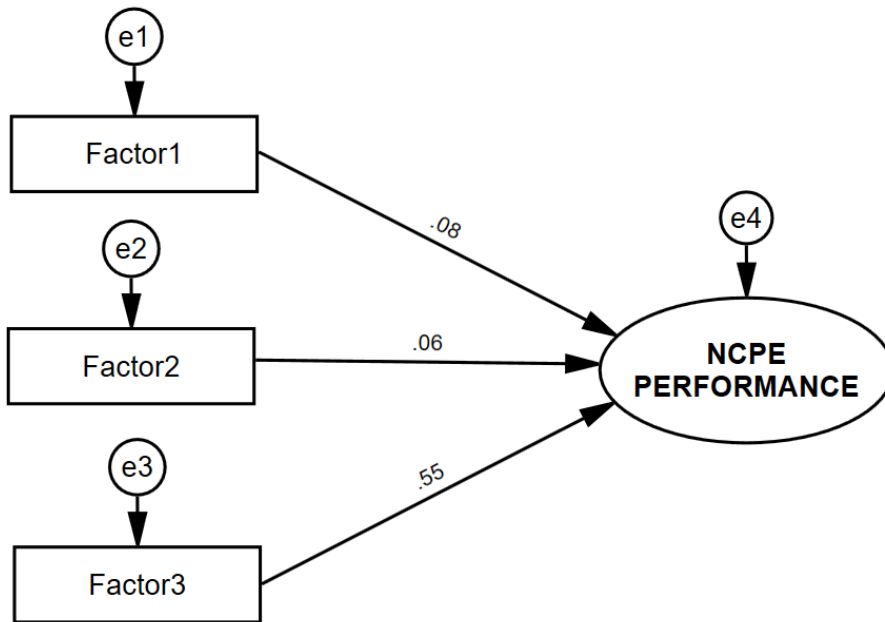 e1
Factor1
.08
e2
e4
Factor2
.06
NCPE
PERFORMANCE
e3
.55
Factor3